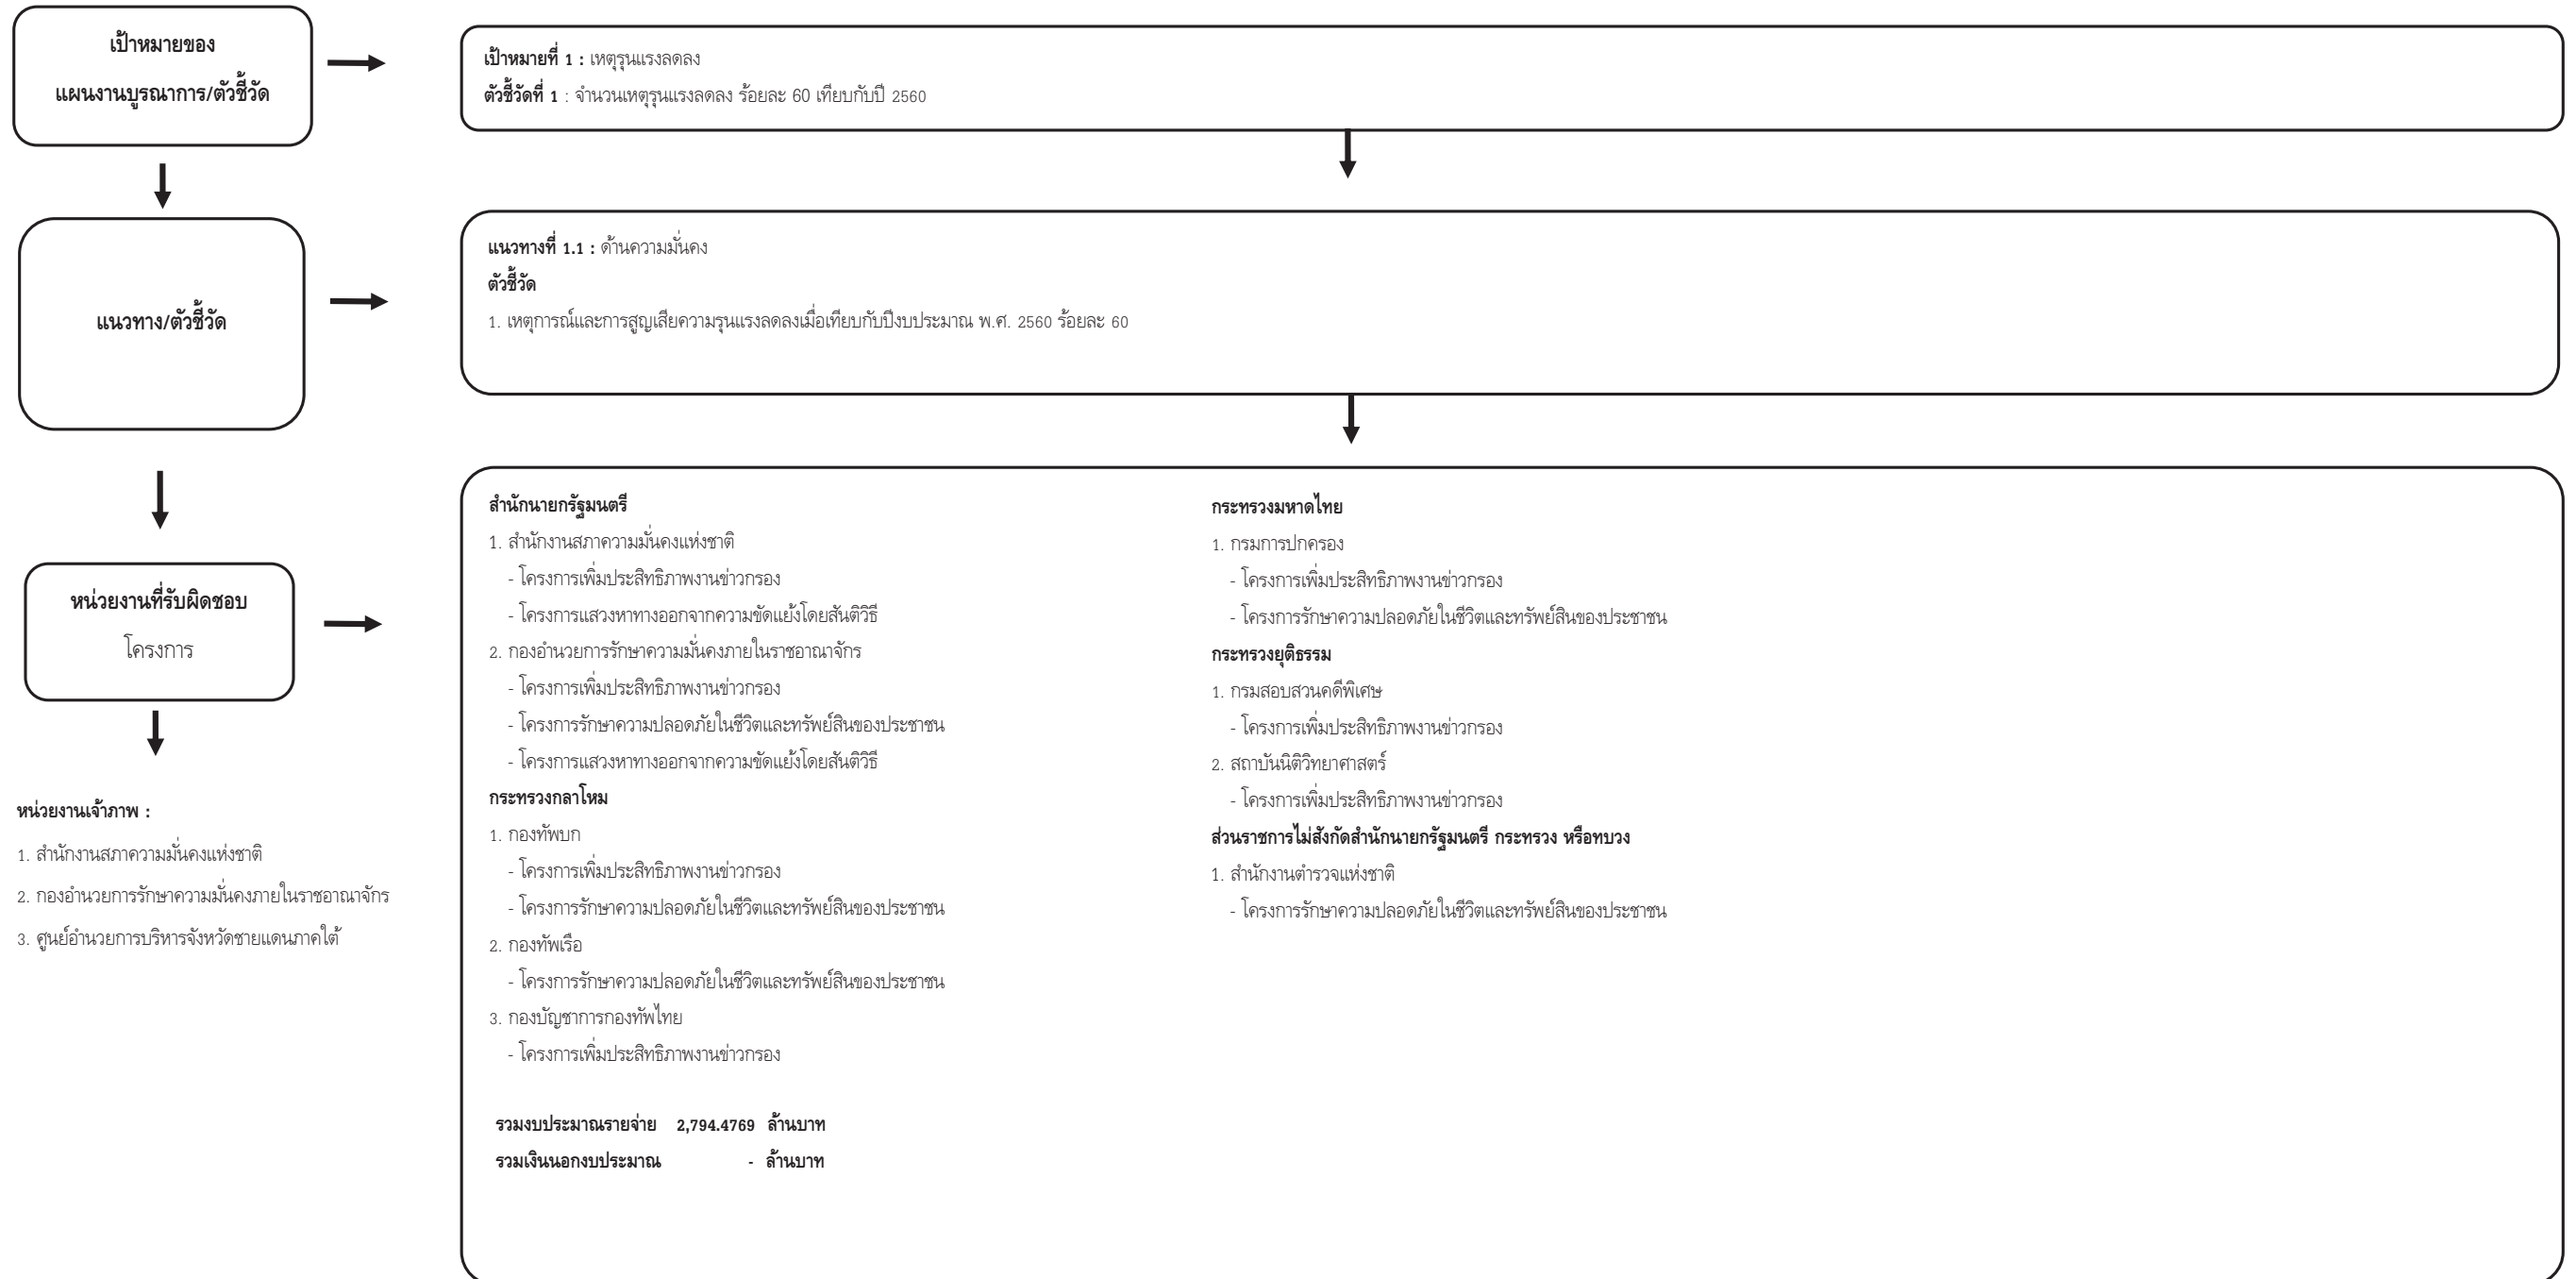 เป้าหมายของ
แผนงานบูรณาการ/ตัวชี้วัด
เป้าหมายที่ 1 : เหตุรุนแรงลดลง
ตัวชี้วัดที่ 1 : จำนวนเหตุรุนแรงลดลง ร้อยละ 60 เทียบกับปี 2560
แนวทาง/ตัวชี้วัด
แนวทางที่ 1.1 : ด้านความมั่นคง
ตัวชี้วัด
1. เหตุการณ์และการสูญเสียความรุนแรงลดลงเมื่อเทียบกับปีงบประมาณ พ.ศ. 2560 ร้อยละ 60
หน่วยงานที่รับผิดชอบ
โครงการ
สำนักนายกรัฐมนตรี
1. สำนักงานสภาความมั่นคงแห่งชาติ
- โครงการเพิ่มประสิทธิภาพงานข่าวกรอง
- โครงการแสวงหาทางออกจากความขัดแย้งโดยสันติวิธี
2. กองอำนวยการรักษาความมั่นคงภายในราชอาณาจักร
- โครงการเพิ่มประสิทธิภาพงานข่าวกรอง
- โครงการรักษาความปลอดภัยในชีวิตและทรัพย์สินของประชาชน
- โครงการแสวงหาทางออกจากความขัดแย้งโดยสันติวิธี
กระทรวงกลาโหม
1. กองทัพบก
- โครงการเพิ่มประสิทธิภาพงานข่าวกรอง
- โครงการรักษาความปลอดภัยในชีวิตและทรัพย์สินของประชาชน
2. กองทัพเรือ
- โครงการรักษาความปลอดภัยในชีวิตและทรัพย์สินของประชาชน
3. กองบัญชาการกองทัพไทย
- โครงการเพิ่มประสิทธิภาพงานข่าวกรอง
รวมงบประมาณรายจ่าย 2,794.4769 ล้านบาท
รวมเงินนอกงบประมาณ - ล้านบาท
กระทรวงมหาดไทย
1. กรมการปกครอง
- โครงการเพิ่มประสิทธิภาพงานข่าวกรอง
- โครงการรักษาความปลอดภัยในชีวิตและทรัพย์สินของประชาชน
กระทรวงยุติธรรม
1. กรมสอบสวนคดีพิเศษ
- โครงการเพิ่มประสิทธิภาพงานข่าวกรอง
2. สถาบันนิติวิทยาศาสตร์
- โครงการเพิ่มประสิทธิภาพงานข่าวกรอง
ส่วนราชการไม่สังกัดสำนักนายกรัฐมนตรี กระทรวง หรือทบวง
1. สำนักงานตำรวจแห่งชาติ
- โครงการรักษาความปลอดภัยในชีวิตและทรัพย์สินของประชาชน
หน่วยงานเจ้าภาพ :
1. สำนักงานสภาความมั่นคงแห่งชาติ
2. กองอำนวยการรักษาความมั่นคงภายในราชอาณาจักร
3. ศูนย์อำนวยการบริหารจังหวัดชายแดนภาคใต้